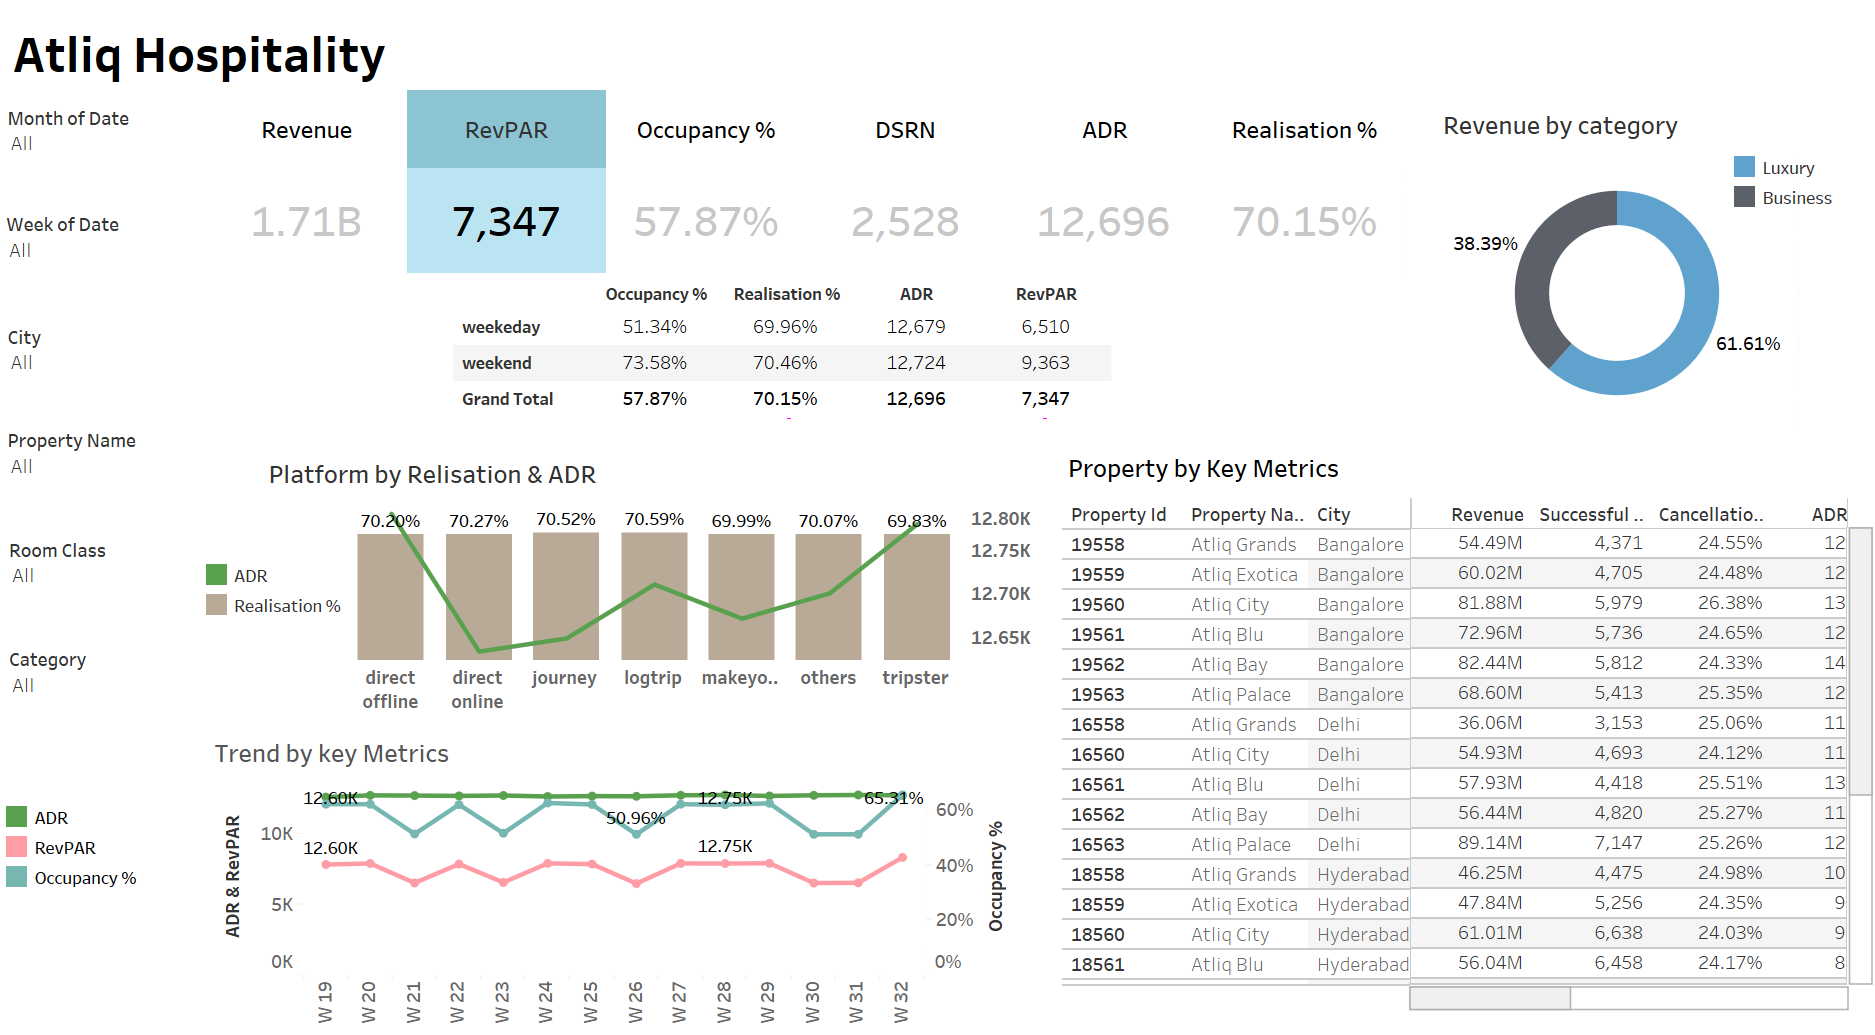 Atliq Hospitality
Month of Date
All
Week of Date
All
City
All
Property Name
All
Room Class
All
Category
All
Revenue RevPAR Occupancy % DSRN ADR Realisation %
1.71B 7,347 57.87% 2,528 12,696 70.15%
Occupancy % Realisation % ADR RevPAR
weekeday 51.34% 69.96% 12,679 6,510
weekend 73.58% 70.46% 12,724 9,363
Grand Total 57.87% 70.15% 12,696 7,347
Revenue by category
Luxury
Business
38.39%
61.61%
Platform by Relisation & ADR
ADR
Realisation %
70.20% 70.27% 70.52% 70.59% 69.99% 70.07% 69.83%
12.80K
12.75K
12.70K
12.65K
direct offline direct online journey logtrip makeyo.. others tripster
Trend by key Metrics
ADR
RevPAR
Occupancy %
ADR & RevPAR
10K
5K
0K
12.60K 12.75K 65.31%
50.96%
12.60K 12.75K
60%
40%
20%
0%
Occupancy %
W 19 W 20 W 21 W 22 W 23 W 24 W 25 W 26 W 27 W 28 W 29 W 30 W 31 W 32
Property by Key Metrics
Property Id Property Na.. City Revenue Successful .. Cancellatio.. ADR
19558 Atliq Grands Bangalore 54.49M 4,371 24.55% 12
19559 Atliq Exotica Bangalore 60.02M 4,705 24.48% 12
19560 Atliq City Bangalore 81.88M 5,979 26.38% 13
19561 Atliq Blu Bangalore 72.96M 5,736 24.65% 12
19562 Atliq Bay Bangalore 82.44M 5,812 24.33% 14
19563 Atliq Palace Bangalore 68.60M 5,413 25.35% 12
16558 Atliq Grands Delhi 36.06M 3,153 25.06% 11
16560 Atliq City Delhi 54.93M 4,693 24.12% 11
16561 Atliq Blu Delhi 57.93M 4,418 25.51% 13
16562 Atliq Bay Delhi 56.44M 4,820 25.27% 11
16563 Atliq Palace Delhi 89.14M 7,147 25.26% 12
18558 Atliq Grands Hyderabad 46.25M 4,475 24.98% 10
18559 Atliq Exotica Hyderabad 47.84M 5,256 24.35% 9
18560 Atliq City Hyderabad 61.01M 6,638 24.03% 9
18561 Atliq Blu Hyderabad 56.04M 6,458 24.17% 8